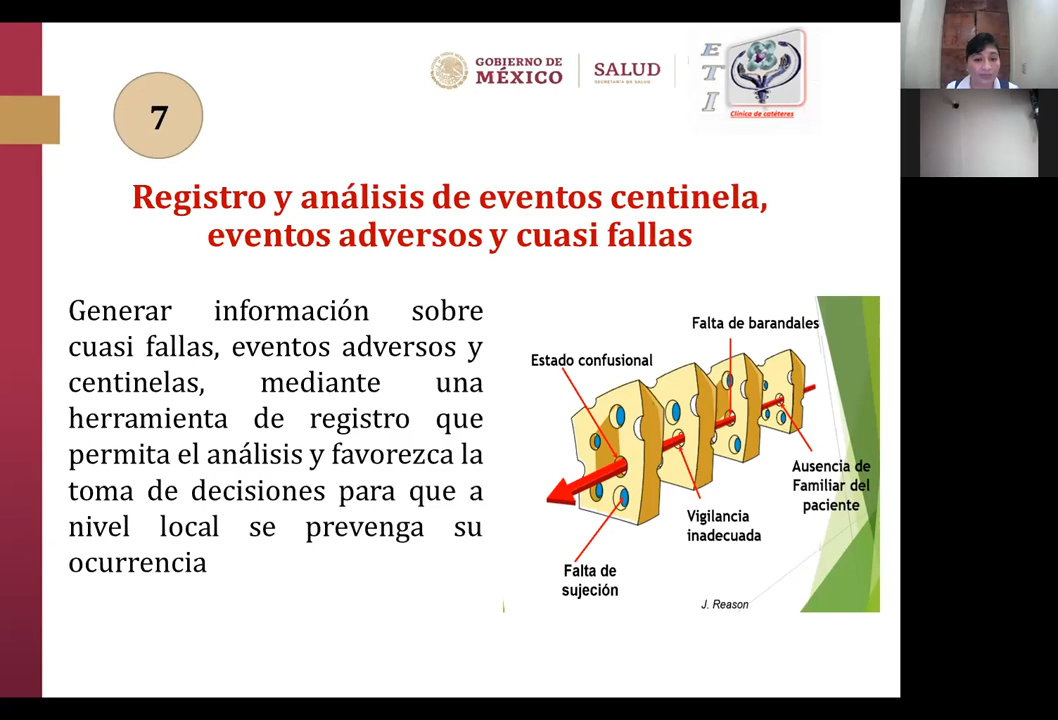 GOBIERNO DE
MÉXICO
SALUD
SECRETARÍA DE SALUD
ETI
Clínica de catéteres
7
Registro y análisis de eventos centinela,
eventos adversos y cuasi fallas
Generar información sobre
cuasi fallas, eventos adversos y
centinelas, mediante una
herramienta de registro que
permita el análisis y favorezca la
toma de decisiones para que a
nivel local se prevenga su
ocurrencia
Falta de barandales
Estado confusional
Ausencia de
Familiar del
paciente
Vigilancia
inadecuada
Falta de
sujeción
J. Reason